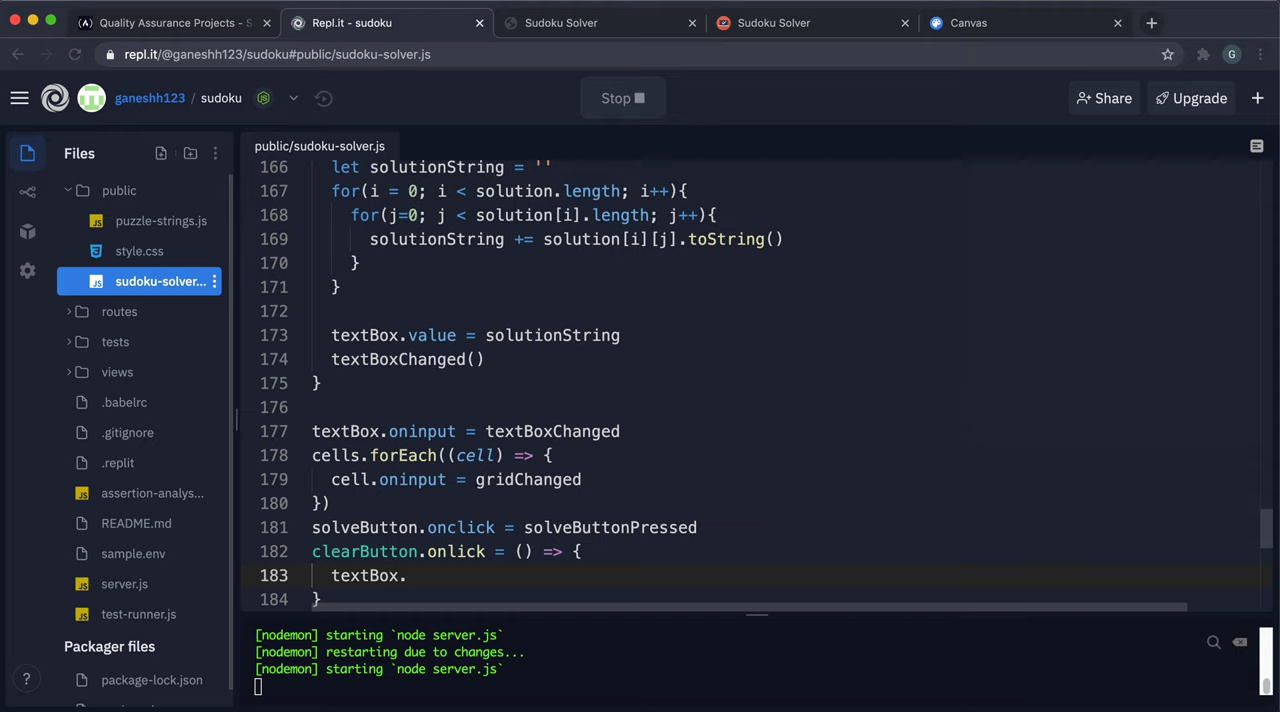 Quality Assurance Projects - S
Repl.it - sudoku
Sudoku Solver
Sudoku Solver
Canvas
repl.it/@ganeshh123/sudoku#public/sudoku-solver.js
G
ganeshh123 / sudoku
Stop
Share
Upgrade
Files
public
puzzle-strings.js
style.css
sudoku-solver...
routes
tests
views
.babelrc
.gitignore
.replit
assertion-analys...
README.md
sample.env
server.js
test-runner.js
Packager files
package-lock.json
public/sudoku-solver.js
166 let solutionString = ''
167 for(i = 0; i < solution.length; i++){
168 for(j=0; j < solution[i].length; j++){
169 solutionString += solution[i][j].toString()
170 }
171 }
172
173 textBox.value = solutionString
174 textBoxChanged()
175 }
176
177 textBox.oninput = textBoxChanged
178 cells.forEach((cell) => {
179 cell.oninput = gridChanged
180 })
181 solveButton.onclick = solveButtonPressed
182 clearButton.onlick = () => {
183 textBox.
184 }
[nodemon] starting `node server.js`
[nodemon] restarting due to changes...
[nodemon] starting `node server.js`